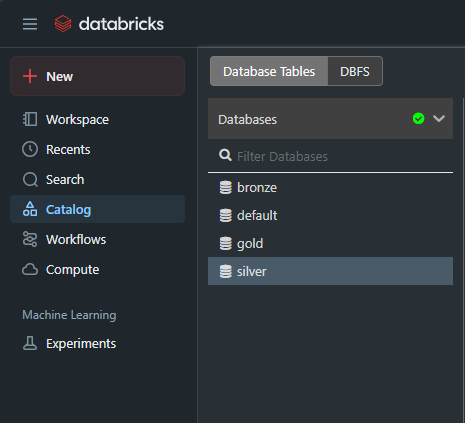 databricks
New
Workspace
Recents
Search
Catalog
Workflows
Compute
Machine Learning
Experiments
Database Tables DBFS
Databases
Filter Databases
bronze
default
gold
silver